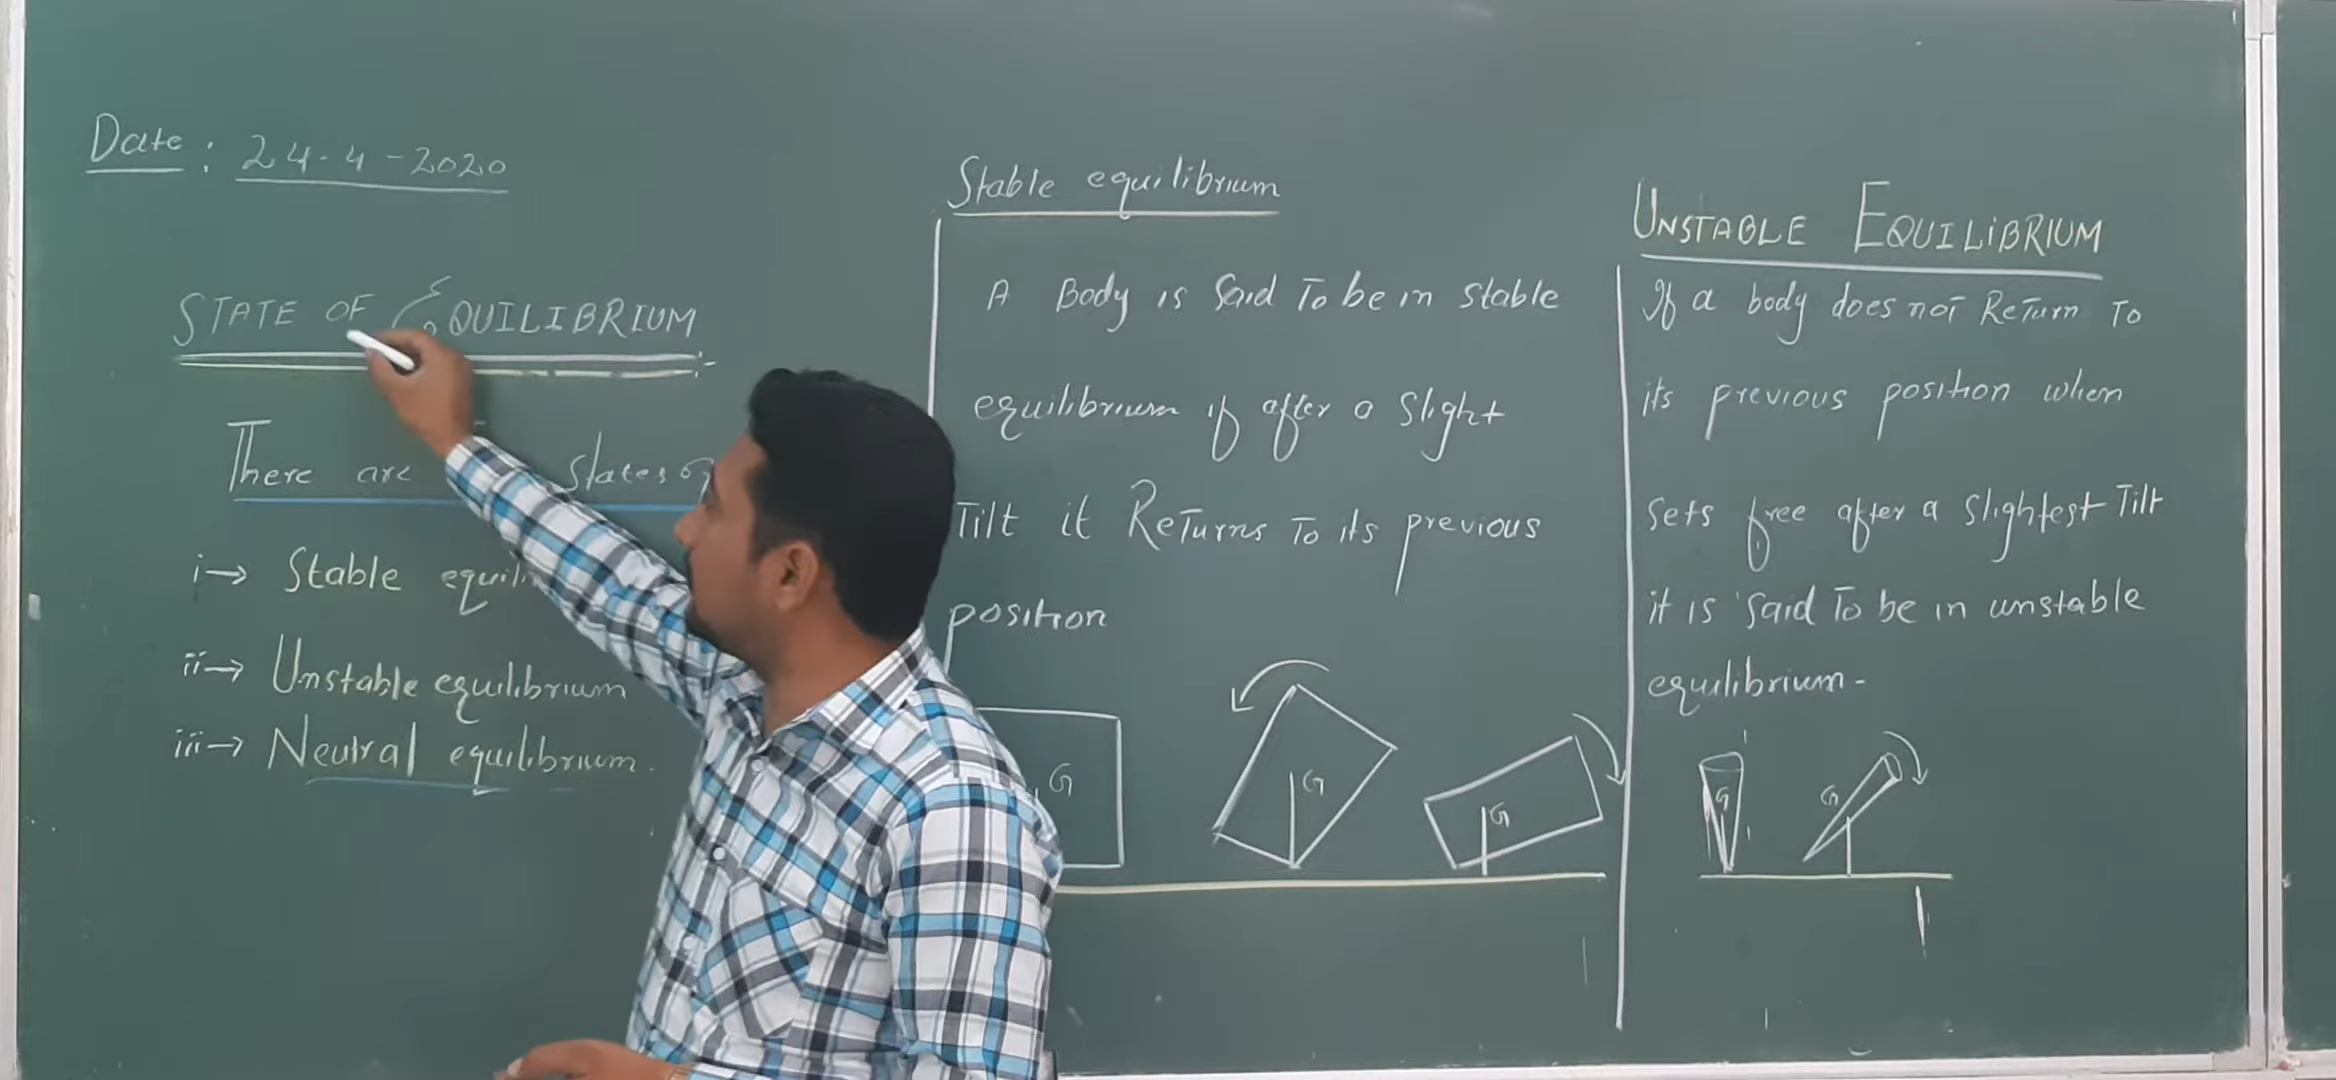 Date : 24-4-2020
STATE OF EQUILIBRIUM :-
There are states of
i→ Stable equili
ii→ Unstable equilibrium
iii→ Neutral equilibrium.
Stable equilibrium
A Body is Said To be in stable
equilibrium if after a Slight
Tilt it Returns To its previous
position
G
G
G
UNSTABLE EQUILIBRIUM
If a body does not Return To
its previous position when
sets free after a slightest Tilt
it is said To be in unstable
equilibrium-
G
G